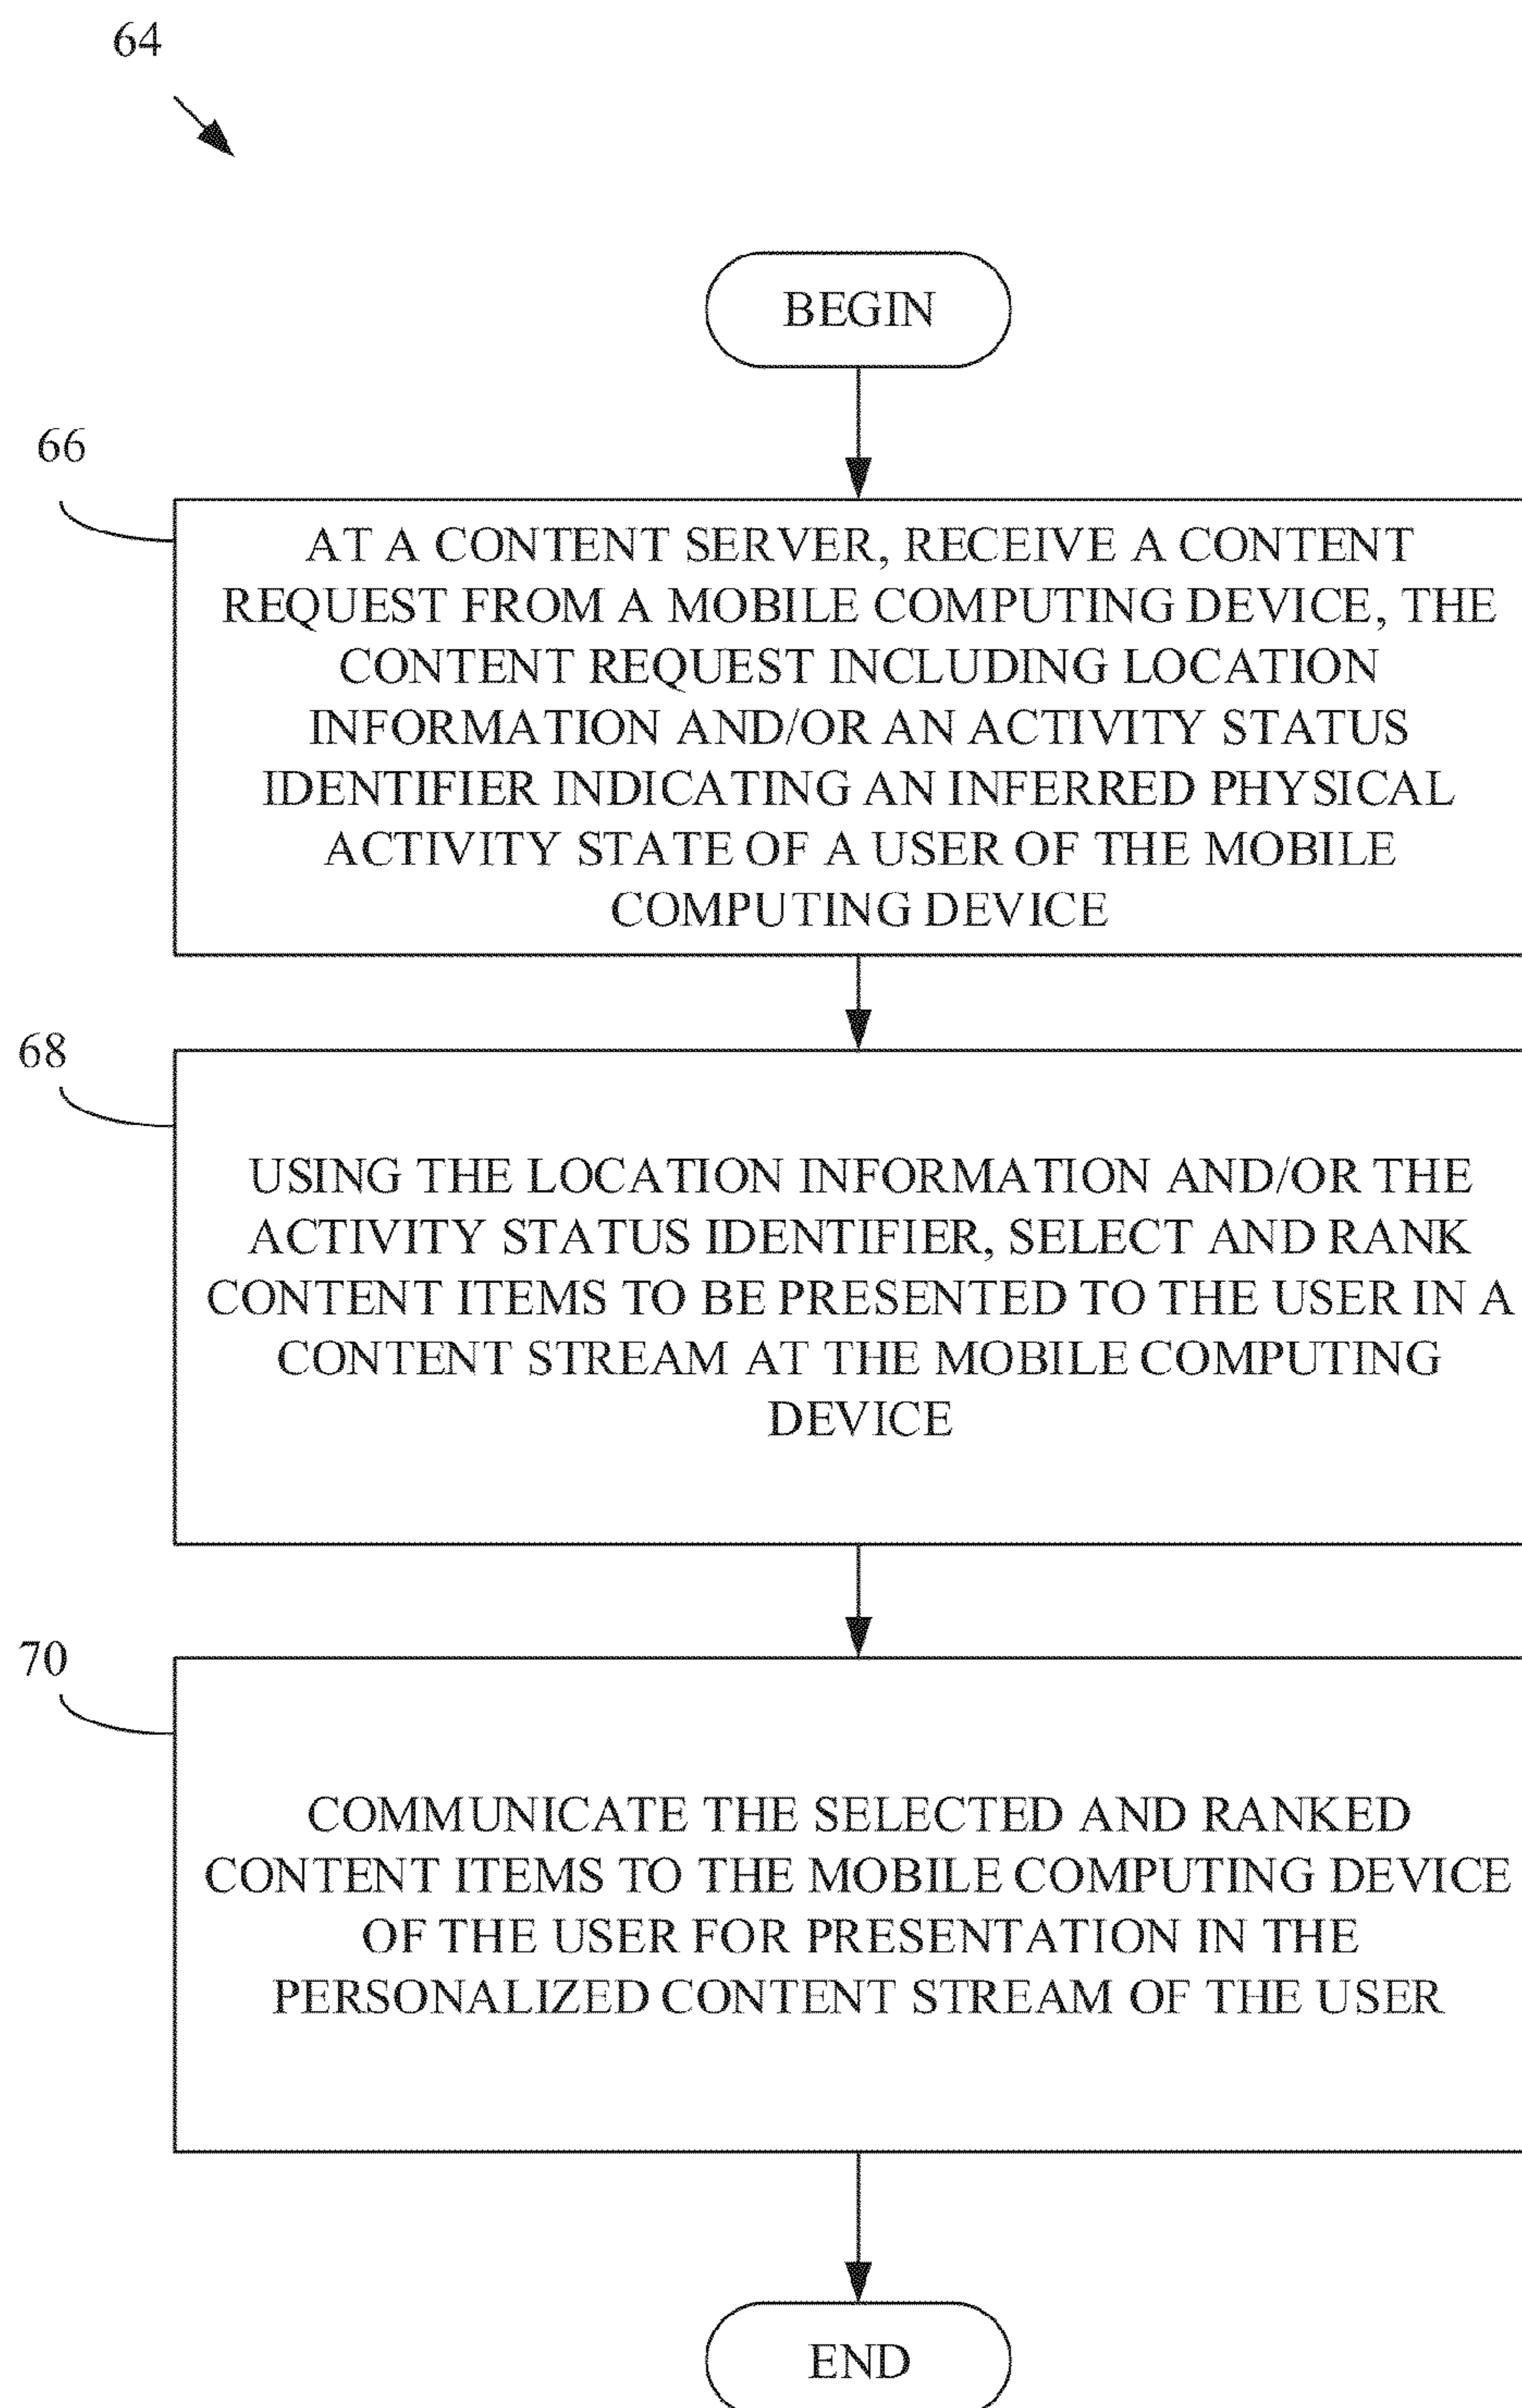 64
BEGIN
66
AT A CONTENT SERVER, RECEIVE A CONTENT
REQUEST FROM A MOBILE COMPUTING DEVICE, THE
CONTENT REQUEST INCLUDING LOCATION
INFORMATION AND/OR AN ACTIVITY STATUS
IDENTIFIER INDICATING AN INFERRED PHYSICAL
ACTIVITY STATE OF A USER OF THE MOBILE
COMPUTING DEVICE
68
USING THE LOCATION INFORMATION AND/OR THE
ACTIVITY STATUS IDENTIFIER, SELECT AND RANK
CONTENT ITEMS TO BE PRESENTED TO THE USER IN A
CONTENT STREAM AT THE MOBILE COMPUTING
DEVICE
70
COMMUNICATE THE SELECTED AND RANKED
CONTENT ITEMS TO THE MOBILE COMPUTING DEVICE
OF THE USER FOR PRESENTATION IN THE
PERSONALIZED CONTENT STREAM OF THE USER
END